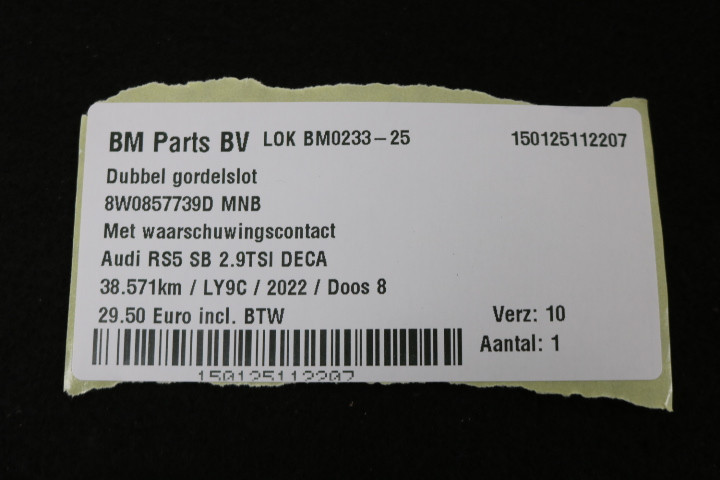 BM Parts BV LOK BM0233-25 150125112207
Dubbel gordelslot
8W0857739D MNB
Met waarschuwingscontact
Audi RS5 SB 2.9TSI DECA
38.571km / LY9C / 2022 / Doos 8
29.50 Euro incl. BTW Verz: 10
Aantal: 1
150125112207